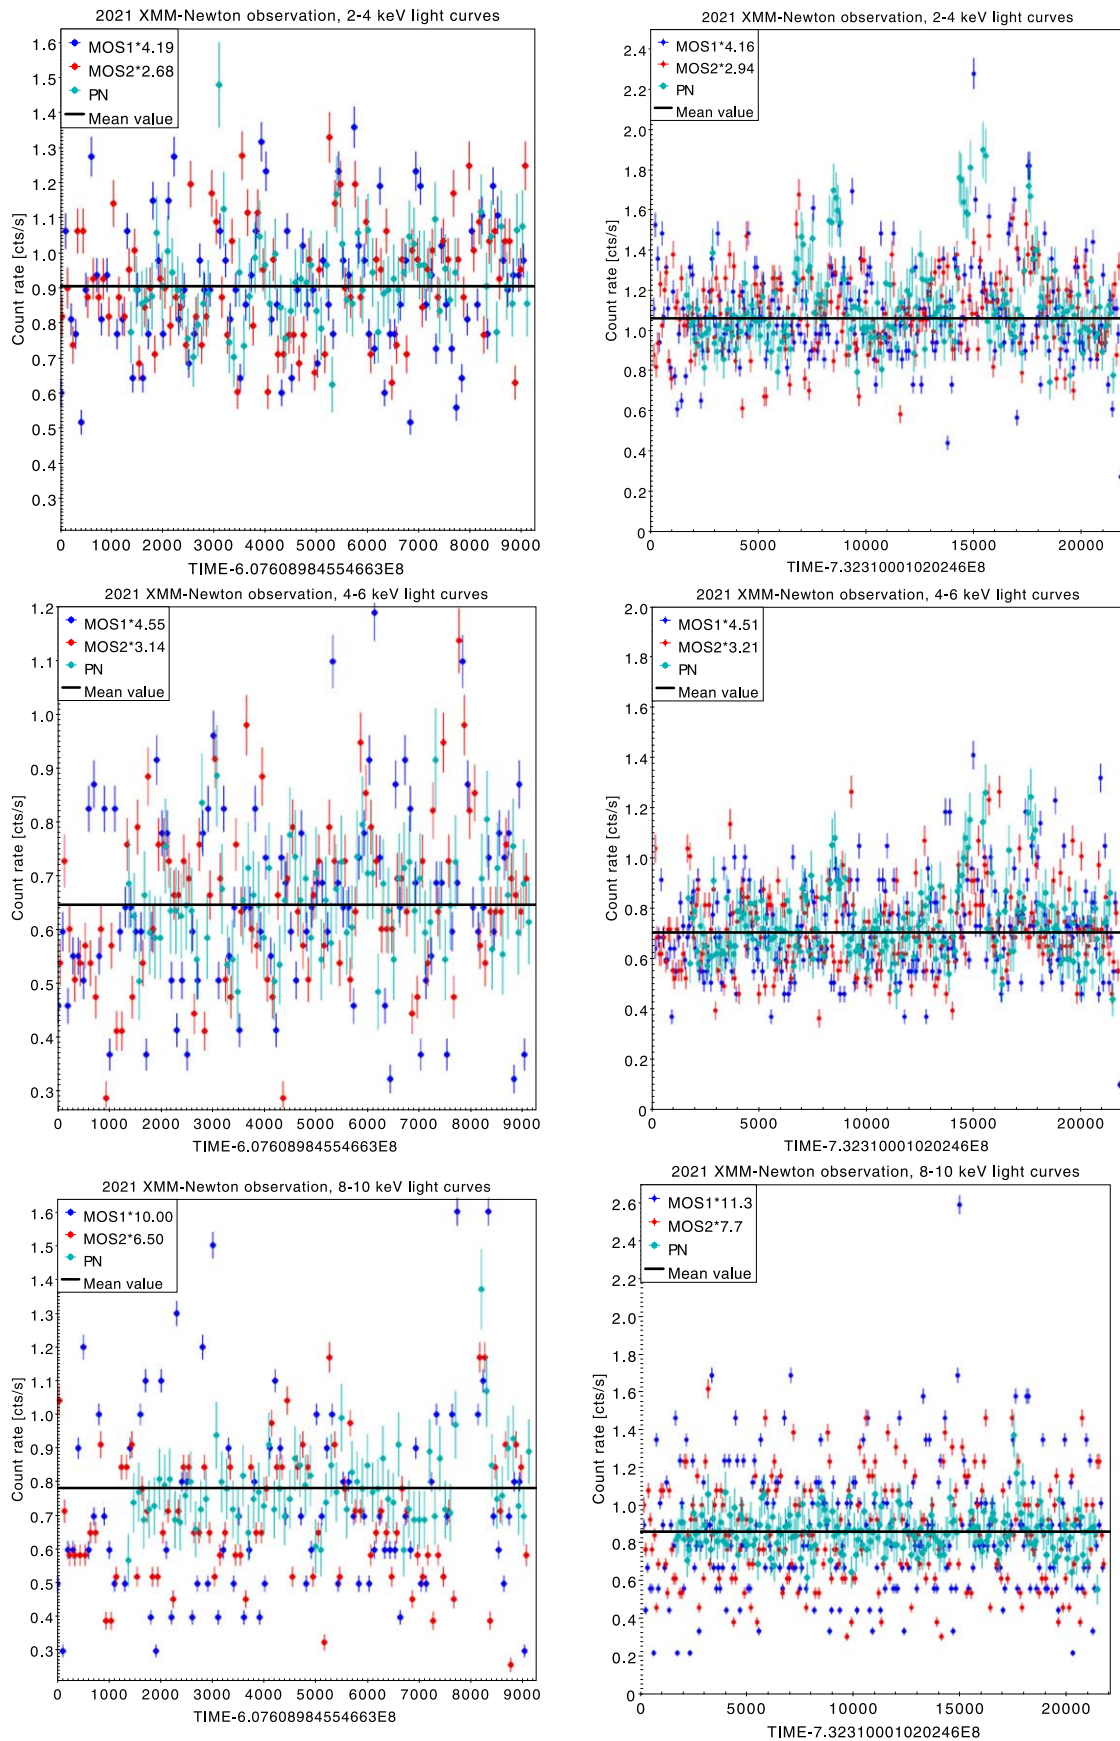 2021 XMM-Newton observation, 2-4 keV light curves
MOS1*4.19
MOS2*2.68
PN
Mean value
1.6
1.5
1.4
1.3
1.2
1.1
1.0
0.9
0.8
0.7
0.6
0.5
0.4
0.3
Count rate [cts/s]
0 1000 2000 3000 4000 5000 6000 7000 8000 9000
TIME-6.07608984554663E8
2021 XMM-Newton observation, 2-4 keV light curves
MOS1*4.16
MOS2*2.94
PN
Mean value
2.4
2.2
2.0
1.8
1.6
1.4
1.2
1.0
0.8
0.6
0.4
0.2
0
Count rate [cts/s]
0 5000 10000 15000 20000
TIME-7.32310001020246E8
2021 XMM-Newton observation, 4-6 keV light curves
MOS1*4.55
MOS2*3.14
PN
Mean value
1.2
1.1
1.0
0.9
0.8
0.7
0.6
0.5
0.4
0.3
Count rate [cts/s]
0 1000 2000 3000 4000 5000 6000 7000 8000 9000
TIME-6.07608984554663E8
2021 XMM-Newton observation, 4-6 keV light curves
MOS1*4.51
MOS2*3.21
PN
Mean value
2.0
1.8
1.6
1.4
1.2
1.0
0.8
0.6
0.4
0.2
0
Count rate [cts/s]
0 5000 10000 15000 20000
TIME-7.32310001020246E8
2021 XMM-Newton observation, 8-10 keV light curves
MOS1*10.00
MOS2*6.50
PN
Mean value
1.6
1.5
1.4
1.3
1.2
1.1
1.0
0.9
0.8
0.7
0.6
0.5
0.4
0.3
Count rate [cts/s]
0 1000 2000 3000 4000 5000 6000 7000 8000 9000
TIME-6.07608984554663E8
2021 XMM-Newton observation, 8-10 keV light curves
MOS1*11.3
MOS2*7.7
PN
Mean value
2.6
2.4
2.2
2.0
1.8
1.6
1.4
1.2
1.0
0.8
0.6
0.4
0.2
0
Count rate [cts/s]
0 5000 10000 15000 20000
TIME-7.32310001020246E8